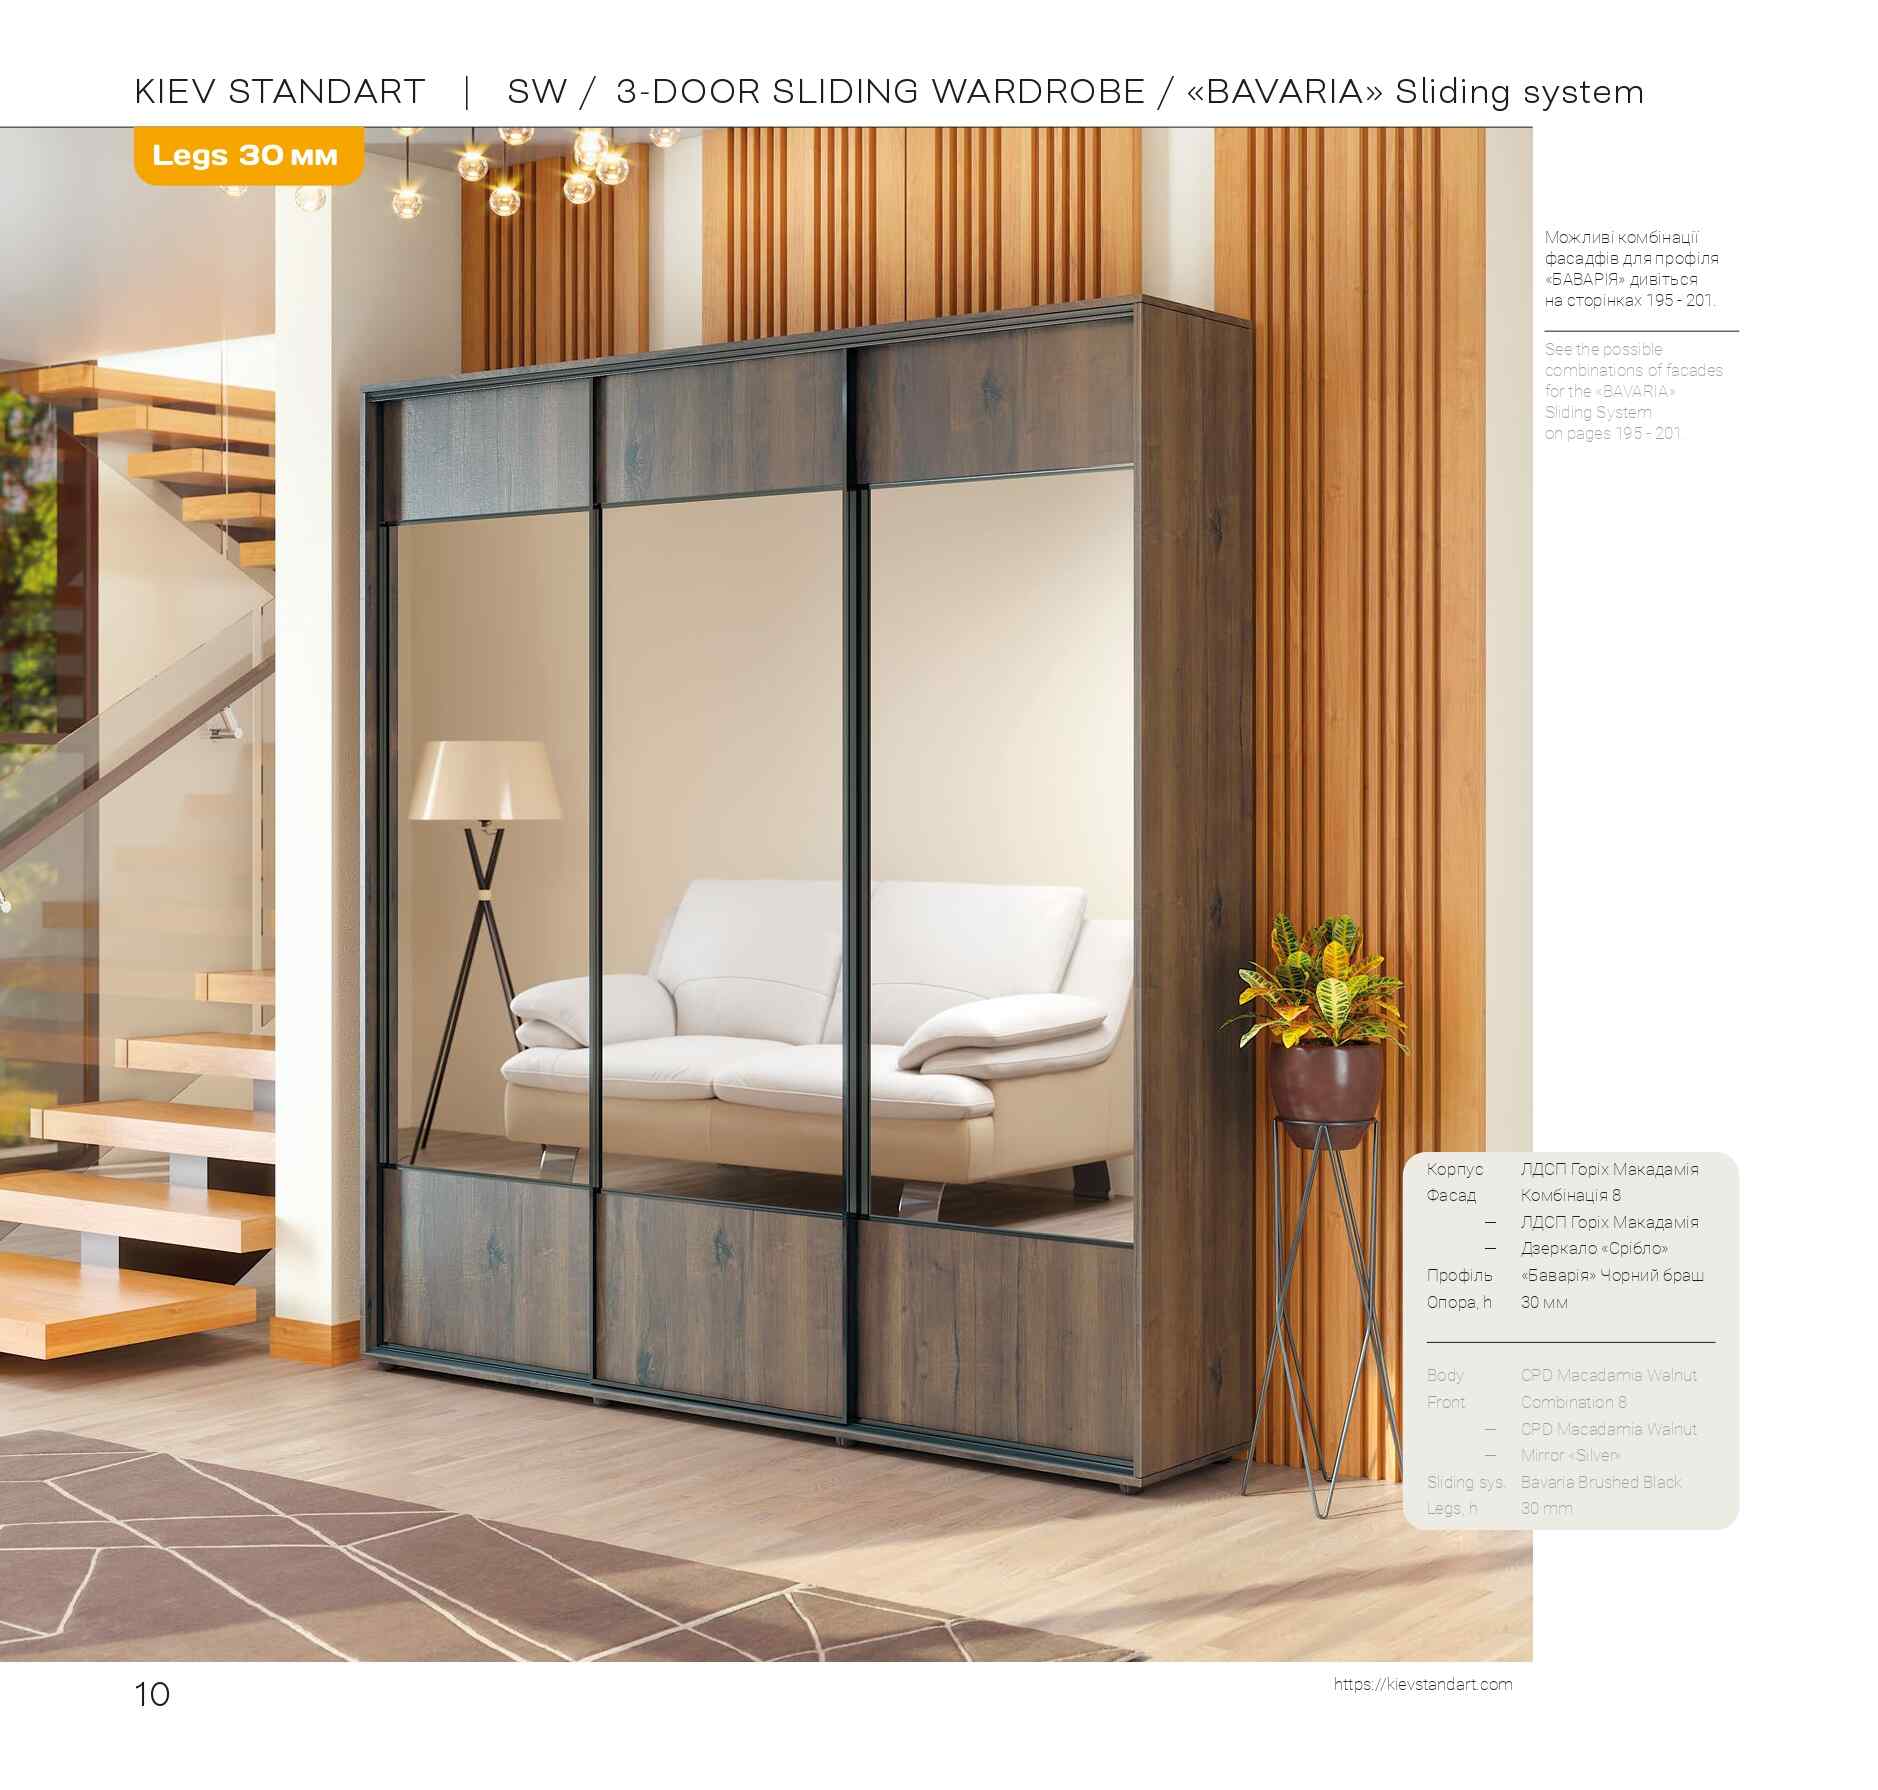 KIEV STANDART | SW / 3-DOOR SLIDING WARDROBE / «BAVARIA» Sliding system
Legs 30 мм
Можливі комбінації
фасадфів для профіля
«БАВАРІЯ» дивіться
на сторінках 195 - 201.
See the possible
combinations of facades
for the «BAVARIA»
Sliding System
on pages 195 - 201.
Корпус ЛДСП Горіх Макадамія
Фасад Комбінація 8
— ЛДСП Горіх Макадамія
— Дзеркало «Срібло»
Профіль «Баварія» Чорний браш
Опора, h 30 мм
Body CPD Macadamia Walnut
Front Combination 8
— CPD Macadamia Walnut
— Mirror «Silver»
Sliding sys. Bavaria Brushed Black
Legs, h 30 mm
10
https://kievstandart.com